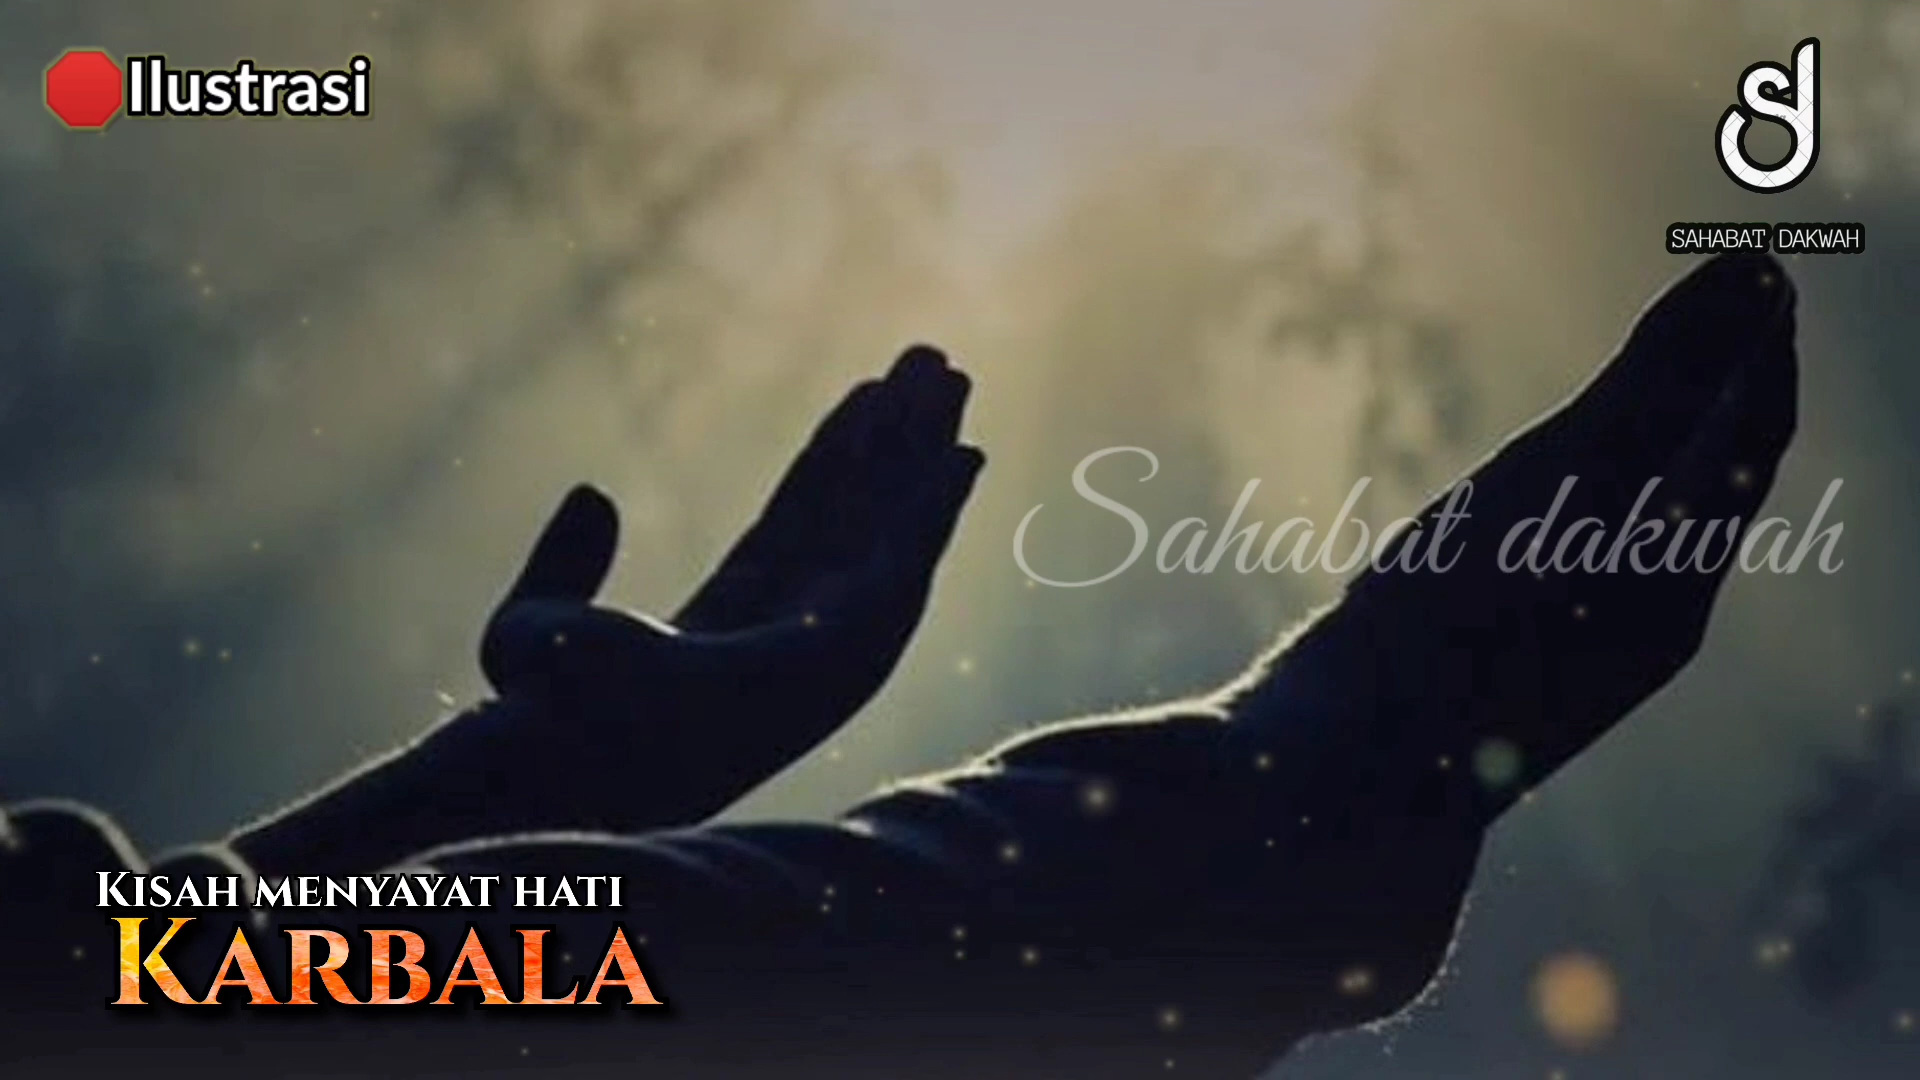 Ilustrasi
SAHABAT DAKWAH
Sahabat dakwah
KISAH MENYAYAT HATI
KARBALA